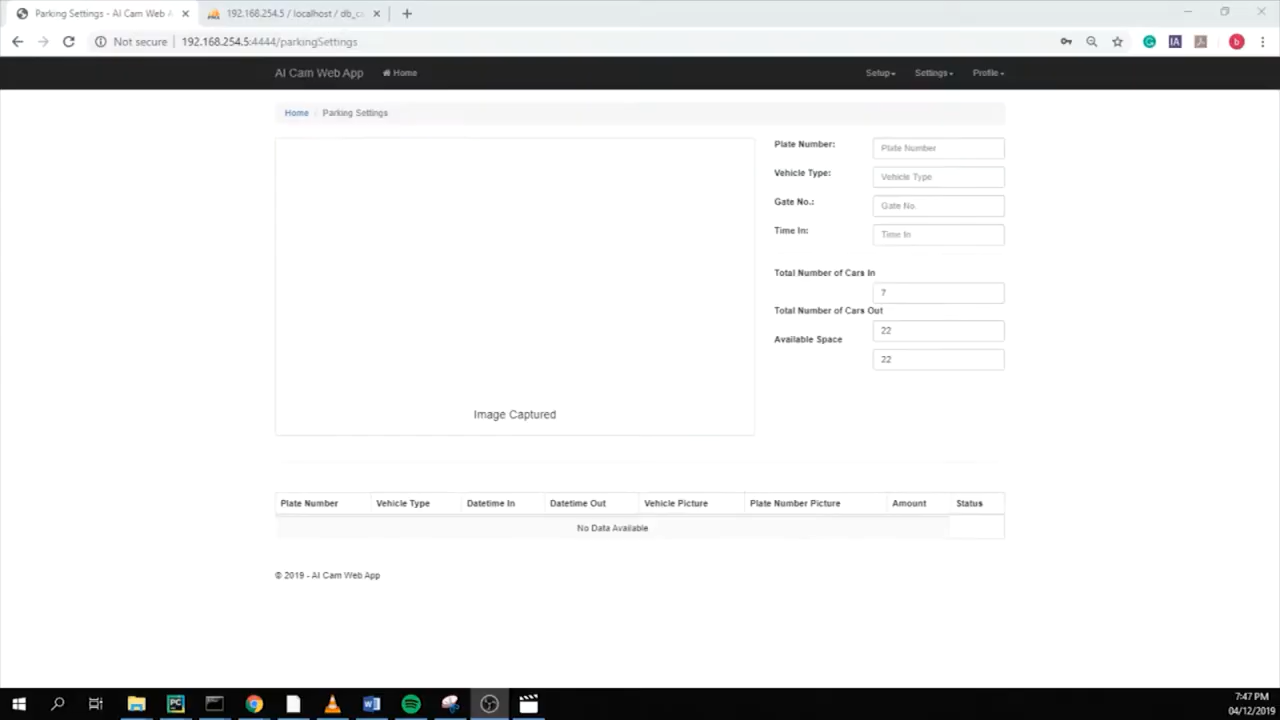 Parking Settings - AI Cam Web A
192.168.254.5 / localhost / db_c
Not secure
192.168.254.5:4444/parkingSettings
AI Cam Web App
Home
Setup
Settings
Profile
Home
Parking Settings
Plate Number:
Plate Number
Vehicle Type:
Vehicle Type
Gate No.:
Gate No.
Time In:
Time In
Total Number of Cars In
7
Total Number of Cars Out
22
Available Space
22
Image Captured
Plate Number Vehicle Type Datetime In Datetime Out Vehicle Picture Plate Number Picture Amount Status
No Data Available
© 2019 - AI Cam Web App
7:47 PM
04/12/2019